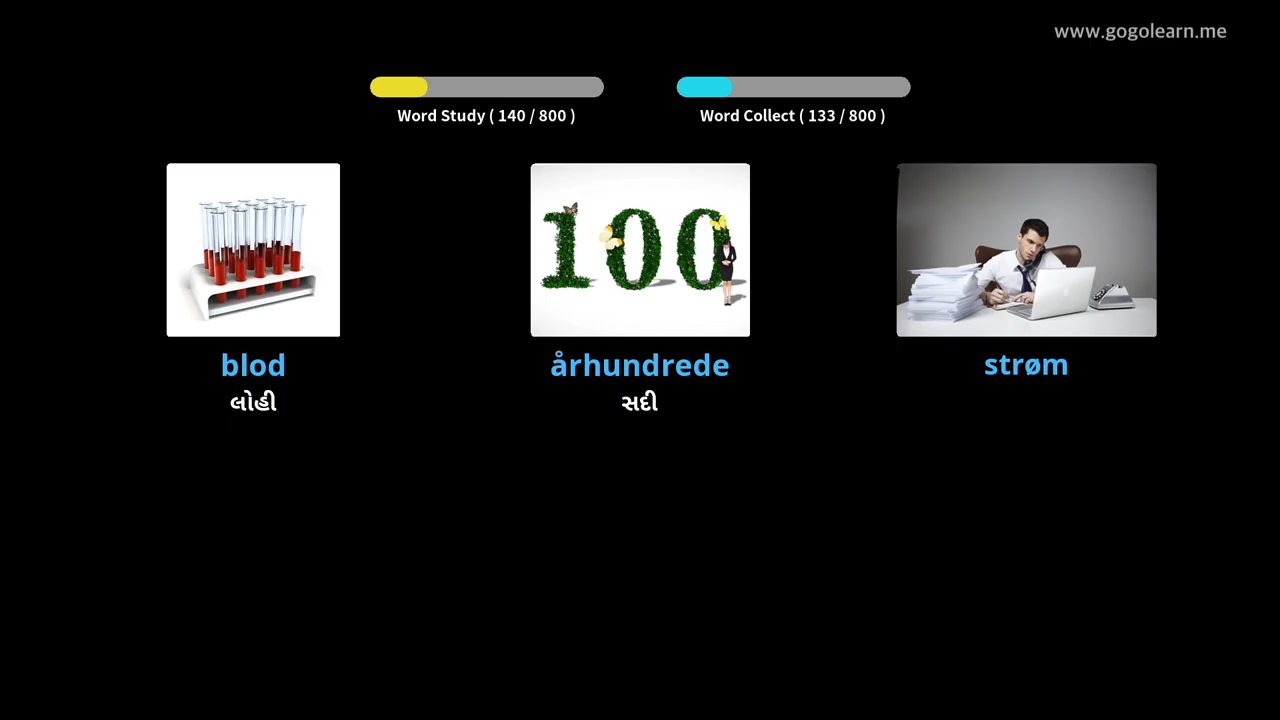 www.gogolearn.me
Word Study ( 140 / 800 )
Word Collect ( 133 / 800 )
blod
århundrede
strøm
લોહી
સદી